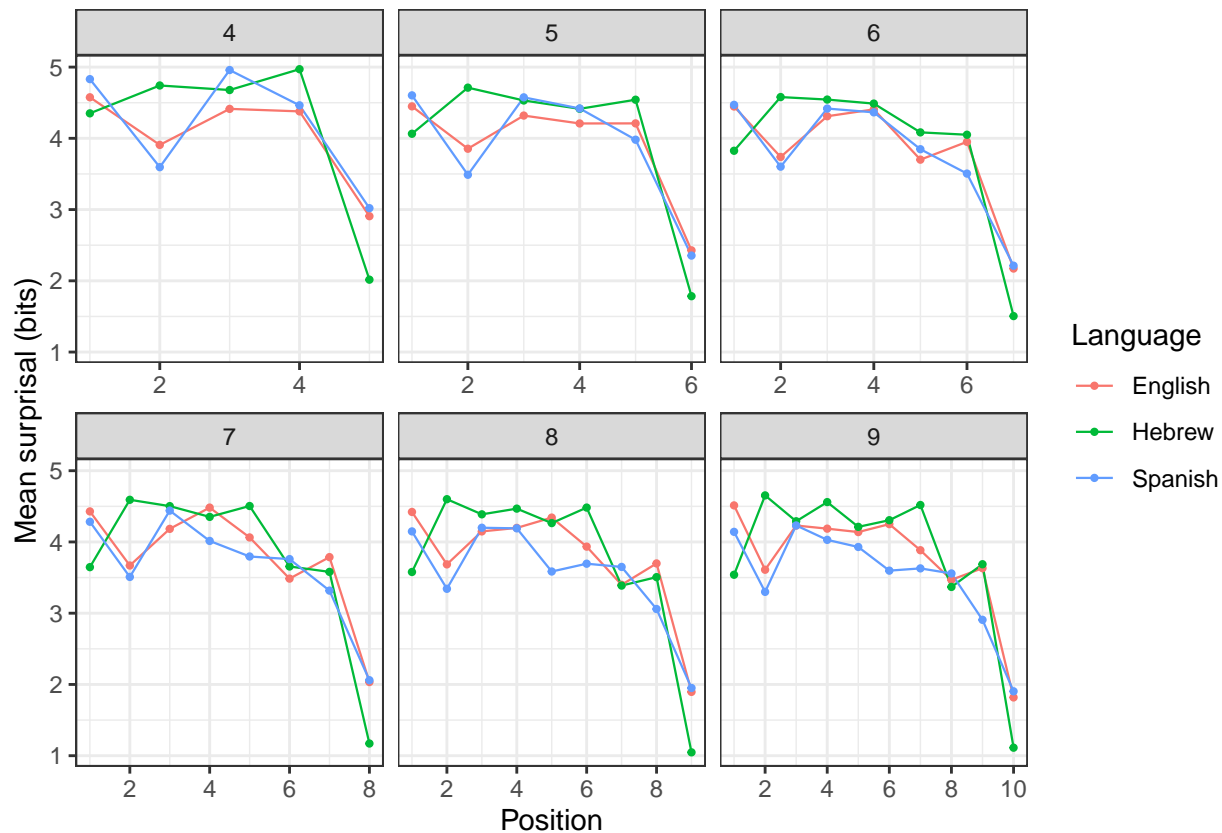 4 5 6
5
4
3
2
1
2 4 2 4 6 2 4 6
Mean surprisal (bits)
Language
English
Hebrew
Spanish
7 8 9
5
4
3
2
1
2 4 6 8 2 4 6 8 2 4 6 8 10
Position